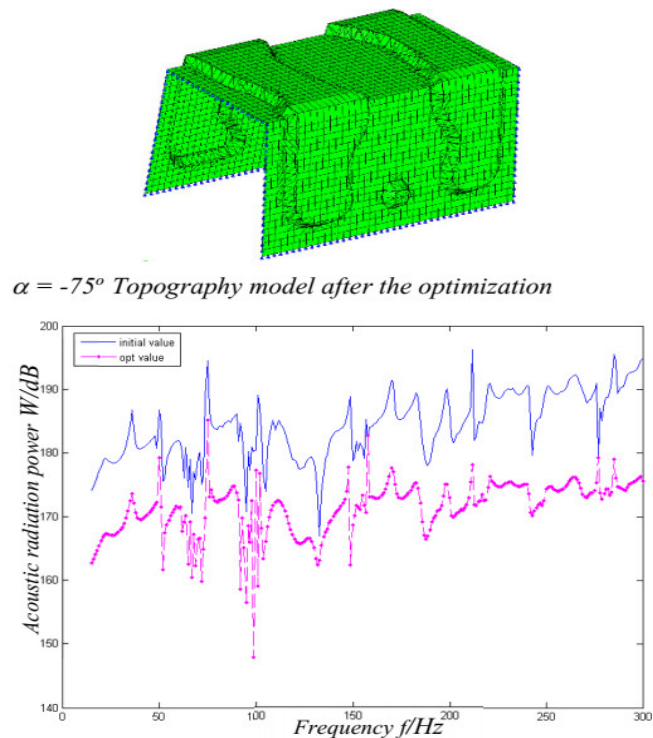 α = -75° Topography model after the optimization
initial value
opt value
Acoustic radiation power W/dB
200
190
180
170
160
150
140
0
50
100
150
200
250
300
Frequency f/Hz